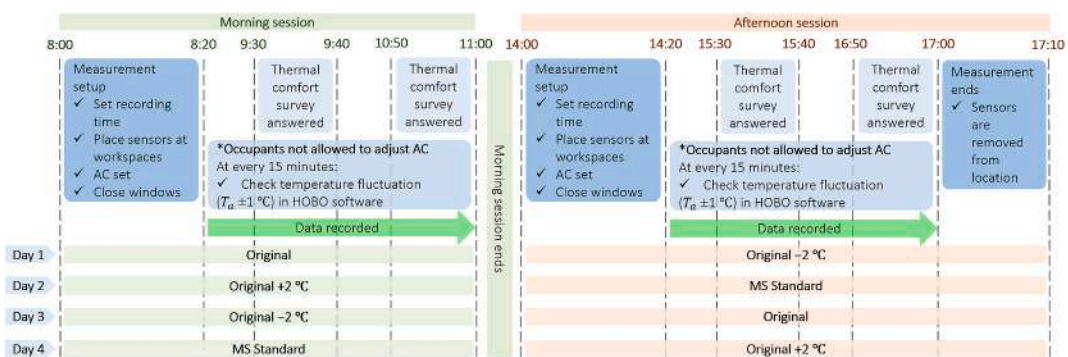 Morning session
Afternoon session
8:00 8:20 9:30 9:40 10:50 11:00 14:00 14:20 15:30 15:40 16:50 17:00 17:10
Measurement
setup
✓ Set recording
time
✓ Place sensors at
workspaces
✓ AC set
✓ Close windows
Thermal
comfort
survey
answered
Thermal
comfort
survey
answered
*Occupants not allowed to adjust AC
At every 15 minutes:
✓ Check temperature fluctuation
(Tₐ ±1 °C) in HOBO software
Data recorded
Morning session ends
Measurement
setup
✓ Set recording
time
✓ Place sensors at
workspaces
✓ AC set
✓ Close windows
Thermal
comfort
survey
answered
Thermal
comfort
survey
answered
*Occupants not allowed to adjust AC
At every 15 minutes:
✓ Check temperature fluctuation
(Tₐ ±1 °C) in HOBO software
Data recorded
Measurement
ends
✓ Sensors
are
removed
from
location
Day 1 Original Original −2 °C
Day 2 Original +2 °C MS Standard
Day 3 Original −2 °C Original
Day 4 MS Standard Original +2 °C